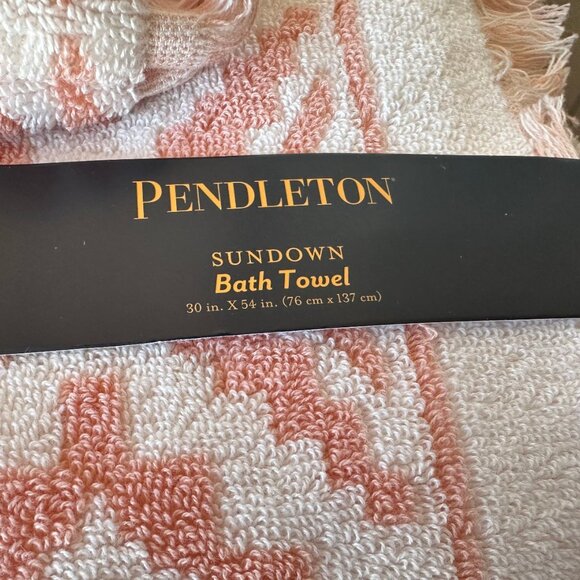 PENDLETON®
SUNDOWN
Bath Towel
30 in. X 54 in. (76 cm x 137 cm)